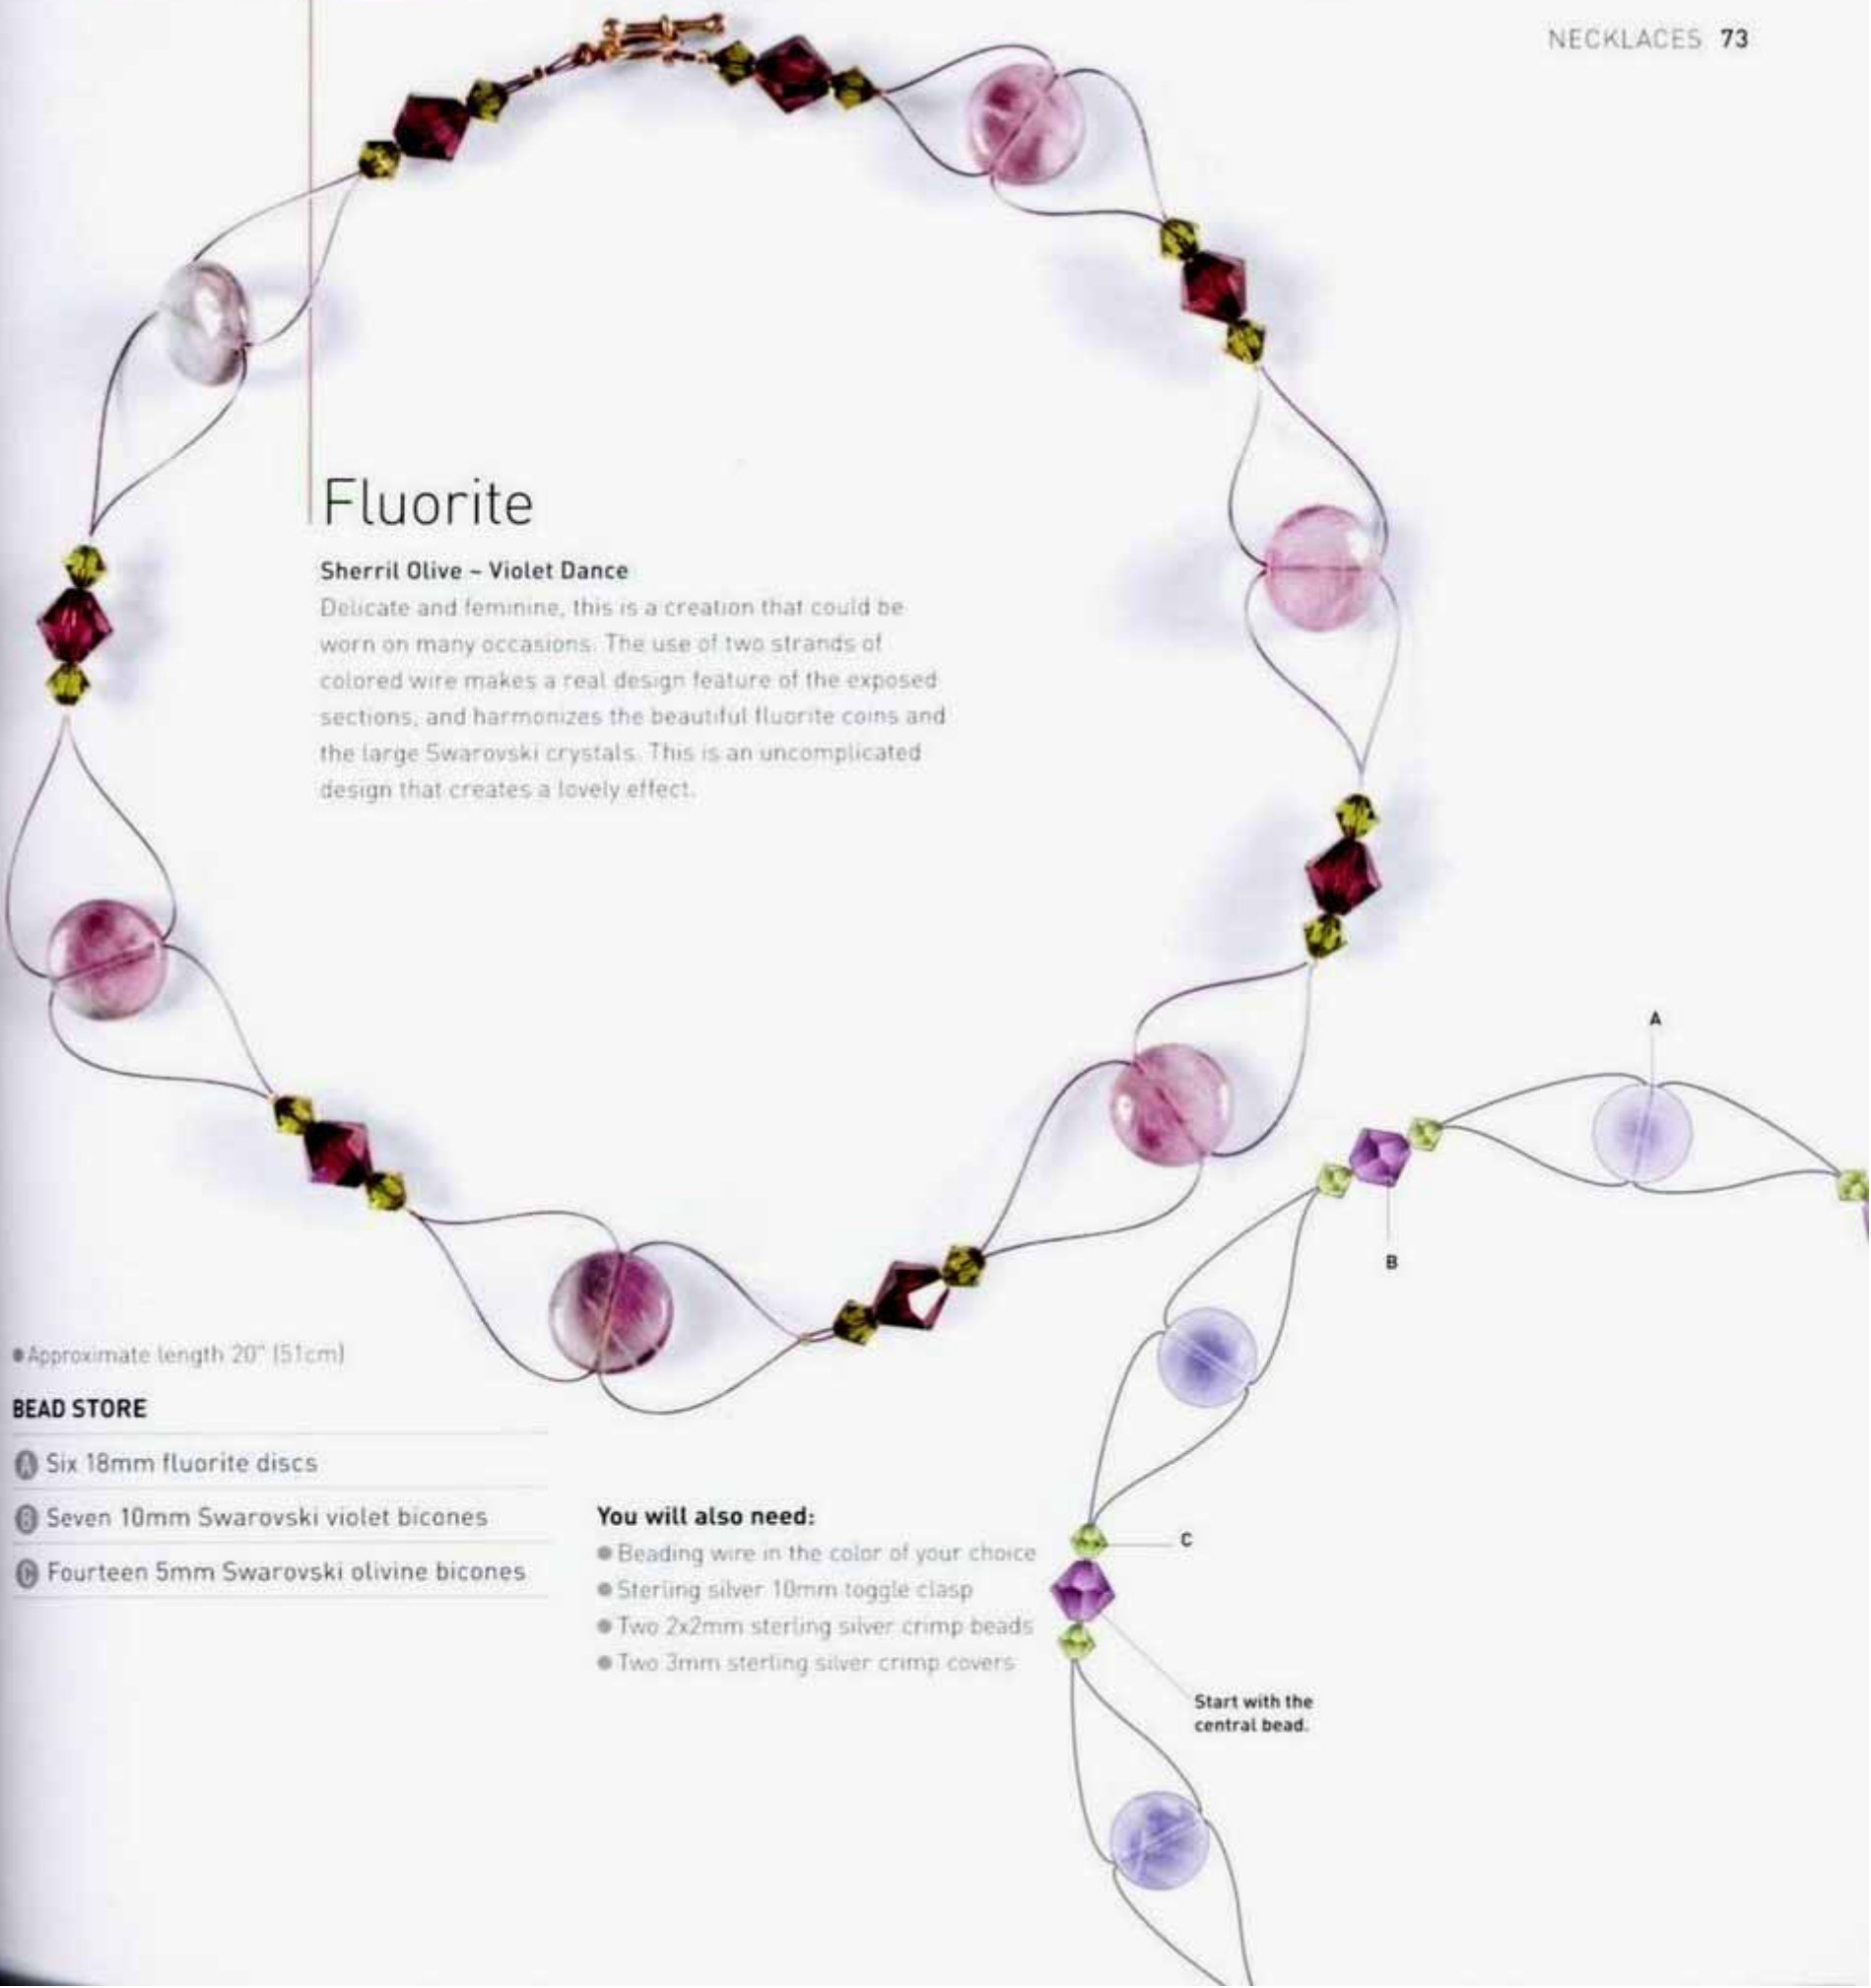 NECKLACES 73
Fluorite
Sherril Olive ~ Violet Dance
Delicate and feminine, this is a creation that could be
worn on many occasions. The use of two strands of
colored wire makes a real design feature of the exposed
sections, and harmonizes the beautiful fluorite coins and
the large Swarovski crystals. This is an uncomplicated
design that creates a lovely effect.
A
B
● Approximate length 20" (51cm)
BEAD STORE
A Six 18mm fluorite discs
B Seven 10mm Swarovski violet bicones
C Fourteen 5mm Swarovski olivine bicones
You will also need:
● Beading wire in the color of your choice
● Sterling silver 10mm toggle clasp
● Two 2x2mm sterling silver crimp beads
● Two 3mm sterling silver crimp covers
C
Start with the
central bead.